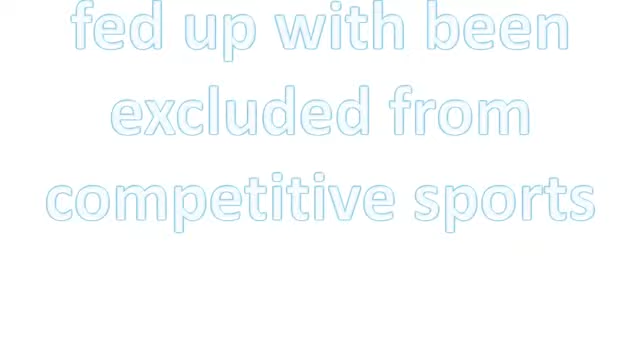 fed up with been
excluded from
competitive sports